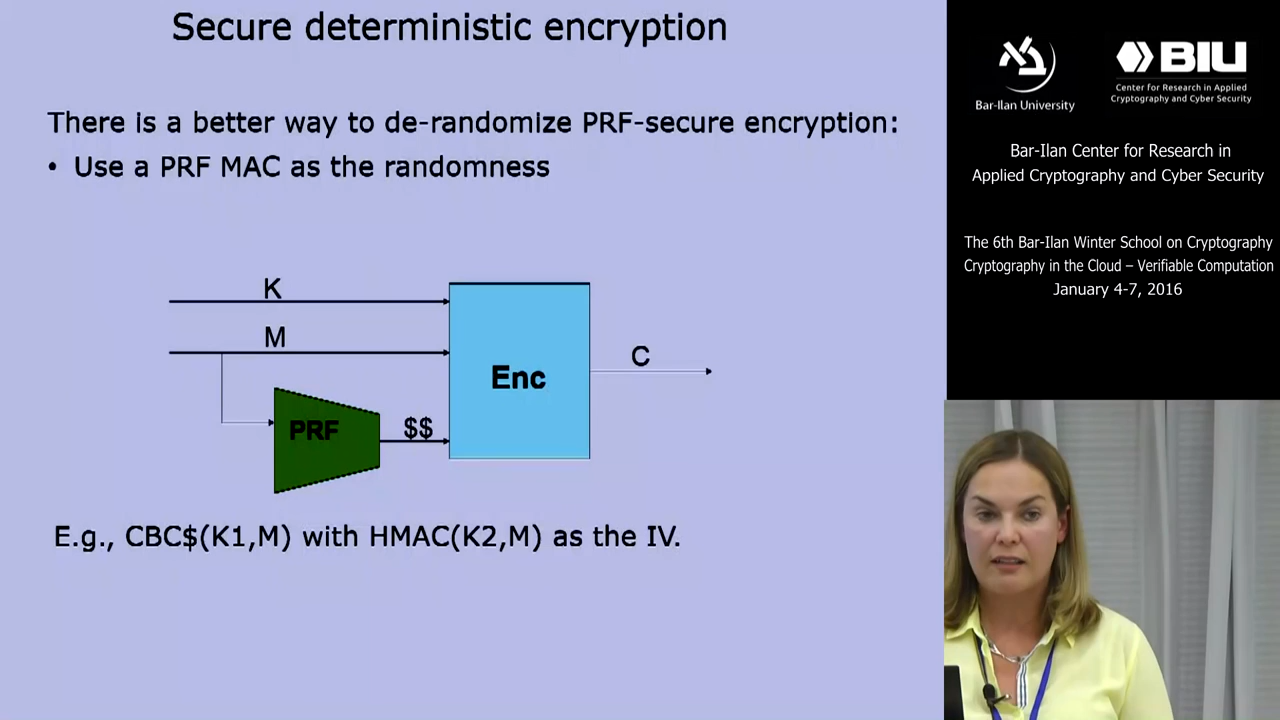 Secure deterministic encryption
There is a better way to de-randomize PRF-secure encryption:
• Use a PRF MAC as the randomness
K
M
Enc
C
PRF
$$
E.g., CBC$(K1,M) with HMAC(K2,M) as the IV.
Bar-Ilan University
BIU
Center for Research in Applied
Cryptography and Cyber Security
Bar-Ilan Center for Research in
Applied Cryptography and Cyber Security
The 6th Bar-Ilan Winter School on Cryptography
Cryptography in the Cloud – Verifiable Computation
January 4-7, 2016